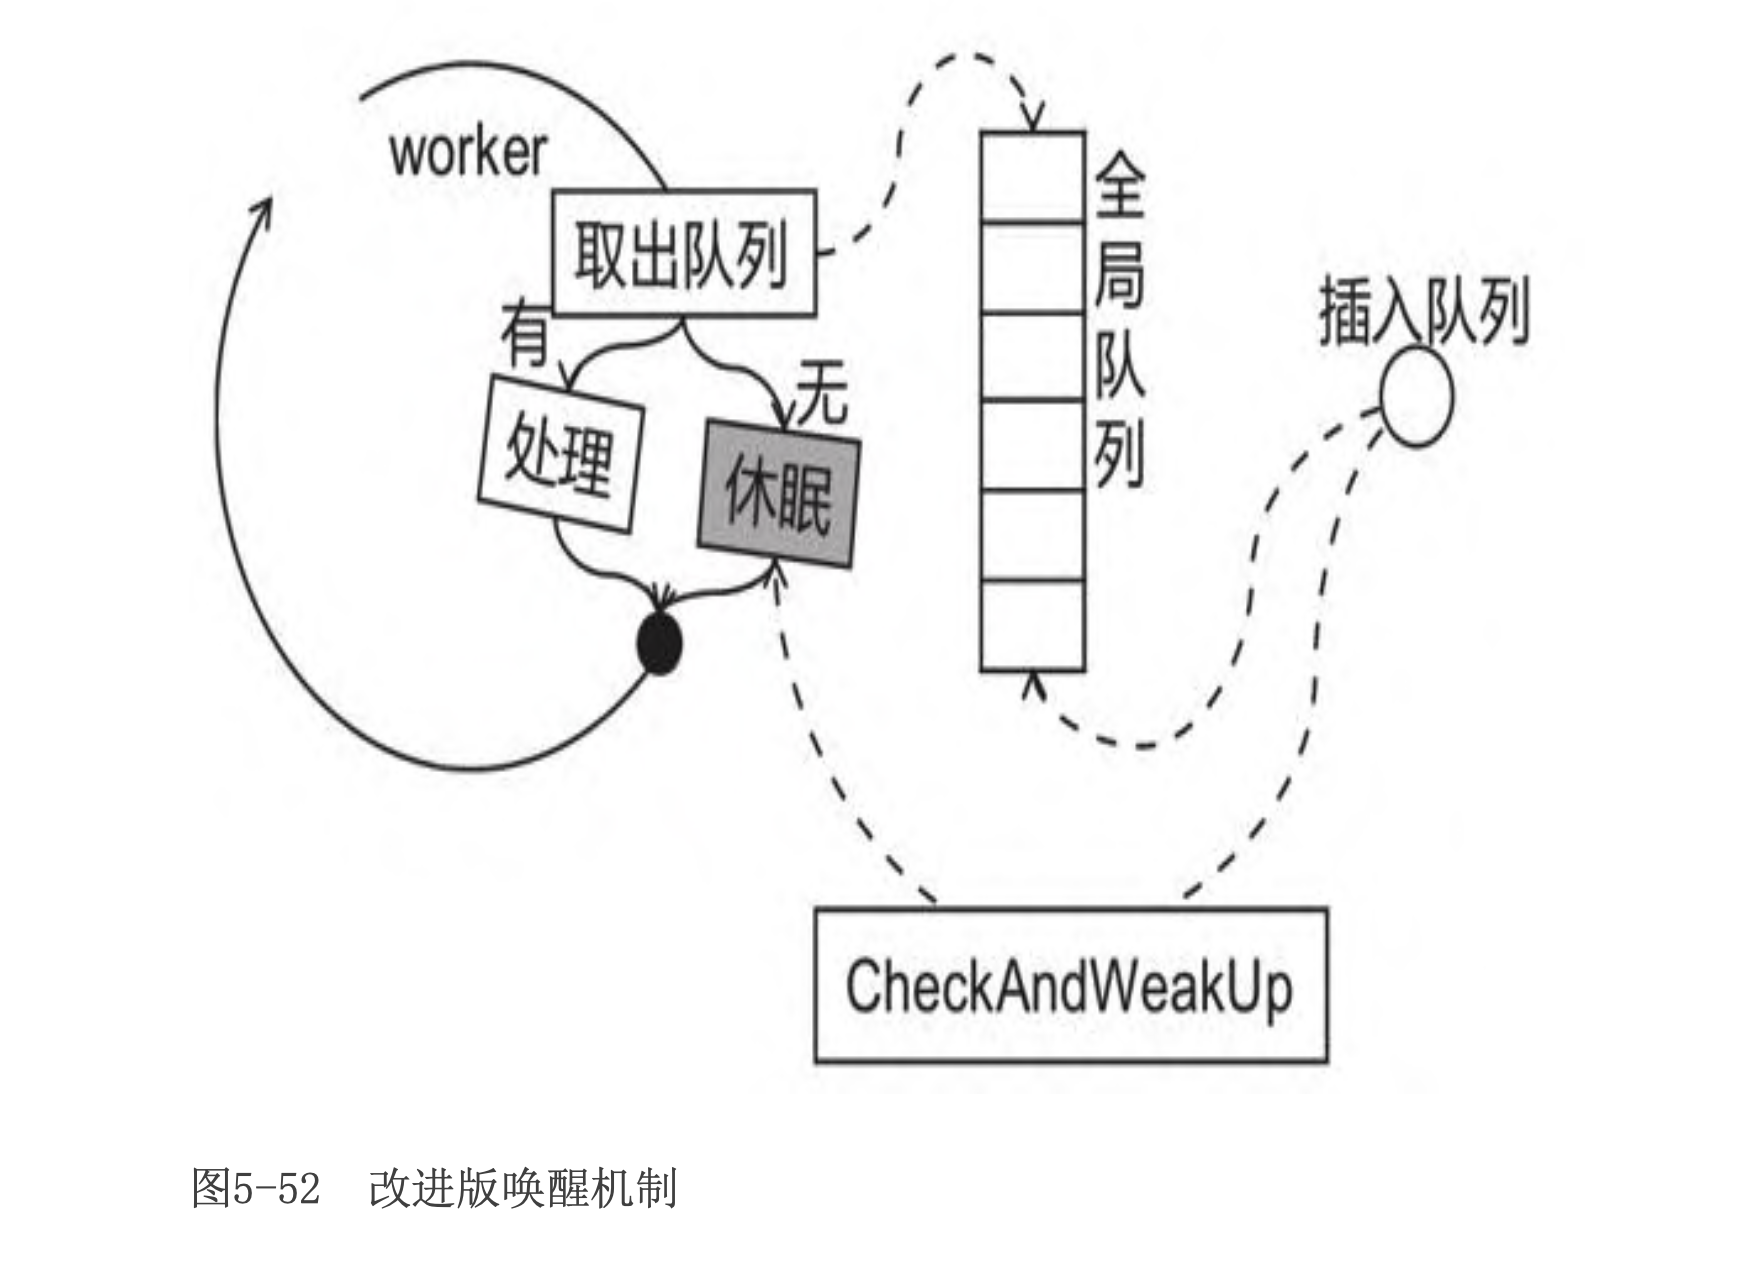 worker
取出队列
有
无
处理
休眠
全局队列
插入队列
CheckAndWeakUp
图5-52 改进版唤醒机制